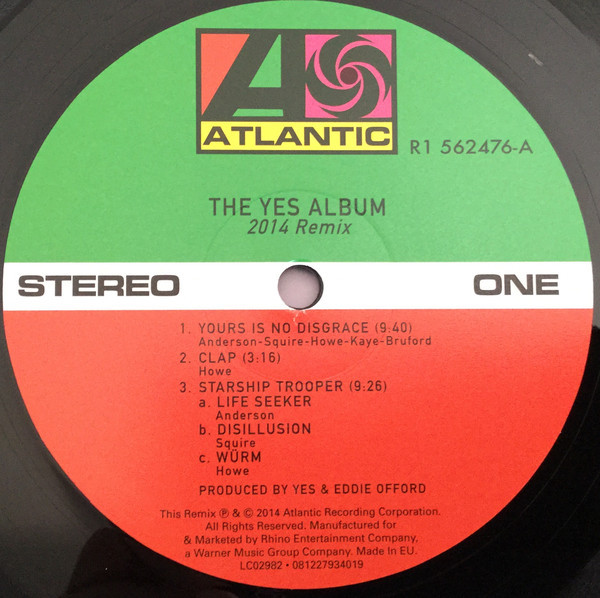 ATLANTIC
R1 562476-A
THE YES ALBUM
2014 Remix
STEREO ONE
1. YOURS IS NO DISGRACE (9:40)
Anderson-Squire-Howe-Kaye-Bruford
2. CLAP (3:16)
Howe
3. STARSHIP TROOPER (9:26)
a. LIFE SEEKER
Anderson
b. DISILLUSION
Squire
c. WÜRM
Howe
PRODUCED BY YES & EDDIE OFFORD
This Remix ℗ & © 2014 Atlantic Recording Corporation.
All Rights Reserved. Manufactured for
& Marketed by Rhino Entertainment Company,
a Warner Music Group Company. Made In EU.
LC02982 • 081227934019